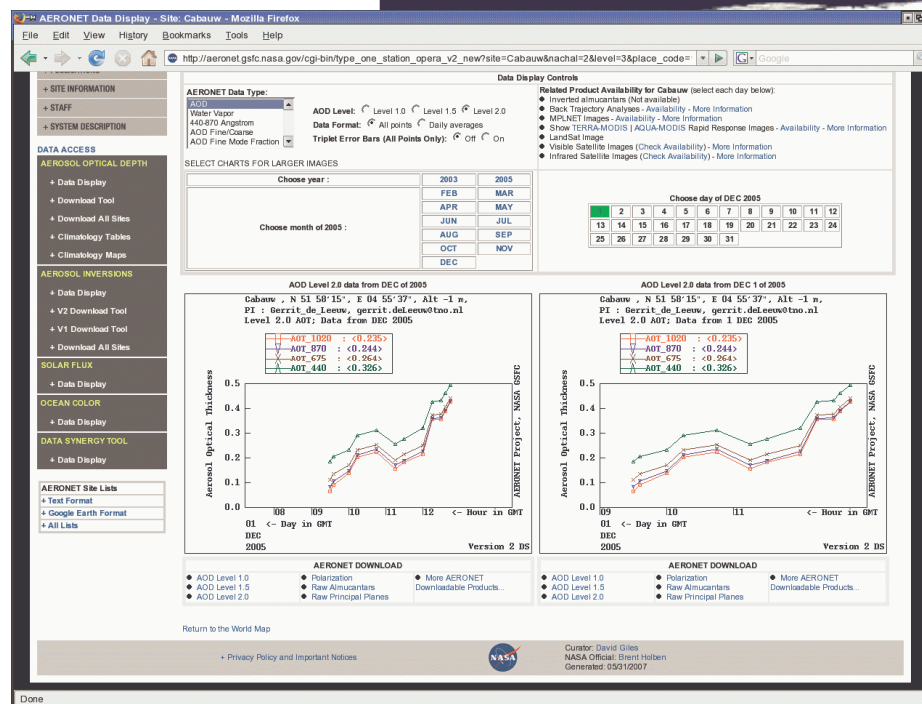 AERONET Data Display - Site: Cabauw - Mozilla Firefox
File Edit View History Bookmarks Tools Help
http://aeronet.gsfc.nasa.gov/cgi-bin/type_one_station_opera_v2_new?site=Cabauw&nachal=2&level=3&place_code=
Google
+ SITE INFORMATION
+ STAFF
+ SYSTEM DESCRIPTION
DATA ACCESS
AEROSOL OPTICAL DEPTH
+ Data Display
+ Download Tool
+ Download All Sites
+ Climatology Tables
+ Climatology Maps
AEROSOL INVERSIONS
+ Data Display
+ V2 Download Tool
+ V1 Download Tool
+ Download All Sites
SOLAR FLUX
+ Data Display
OCEAN COLOR
+ Data Display
DATA SYNERGY TOOL
+ Data Display
AERONET Site Lists
+ Text Format
+ Google Earth Format
+ All Lists
Data Display Controls
AERONET Data Type:
AOD
Water Vapor
440-870 Angstrom
AOD Fine/Coarse
AOD Fine Mode Fraction
AOD Level: Level 1.0 Level 1.5 Level 2.0
Data Format: All points Daily averages
Triplet Error Bars (All Points Only): Off On
Related Product Availability for Cabauw (select each day below):
Inverted almucantars (Not available)
Back Trajectory Analyses - Availability - More Information
MPLNET Images - Availability - More Information
Show TERRA-MODIS | AQUA-MODIS Rapid Response Images - Availability - More Information
LandSat Image
Visible Satellite Images (Check Availability) - More Information
Infrared Satellite Images (Check Availability) - More Information
SELECT CHARTS FOR LARGER IMAGES
Choose year : 2003 2005
Choose month of 2005 :
FEB MAR
APR MAY
JUN JUL
AUG SEP
OCT NOV
DEC
Choose day of DEC 2005
1 2 3 4 5 6 7 8 9 10 11 12
13 14 15 16 17 18 19 20 21 22 23 24
25 26 27 28 29 30 31
AOD Level 2.0 data from DEC of 2005
Cabauw , N 51 58'15", E 04 55'37", Alt -1 m,
PI : Gerrit_de_Leeuw, gerrit.deLeeuw@tno.nl
Level 2.0 AOT; Data from DEC 2005
AOT_1020 : <0.235>
AOT_870 : <0.244>
AOT_675 : <0.264>
AOT_440 : <0.326>
Aerosol Optical Thickness
0.5
0.4
0.3
0.2
0.1
0.0
08 09 10 11 12 <- Hour in GMT
01 <- Day in GMT
DEC
2005 Version 2 DS
AERONET Project, NASA GSFC
AOD Level 2.0 data from DEC 1 of 2005
Cabauw , N 51 58'15", E 04 55'37", Alt -1 m,
PI : Gerrit_de_Leeuw, gerrit.deLeeuw@tno.nl
Level 2.0 AOT; Data from 1 DEC 2005
AOT_1020 : <0.235>
AOT_870 : <0.244>
AOT_675 : <0.264>
AOT_440 : <0.326>
Aerosol Optical Thickness
0.5
0.4
0.3
0.2
0.1
0.0
09 10 11 <- Hour in GMT
01 <- Day in GMT
DEC
2005 Version 2 DS
AERONET Project, NASA GSFC
AERONET DOWNLOAD
AOD Level 1.0 Polarization More AERONET
AOD Level 1.5 Raw Almucantars Downloadable Products...
AOD Level 2.0 Raw Principal Planes
AERONET DOWNLOAD
AOD Level 1.0 Polarization More AERONET
AOD Level 1.5 Raw Almucantars Downloadable Products...
AOD Level 2.0 Raw Principal Planes
Return to the World Map
+ Privacy Policy and Important Notices
NASA
Curator: David Giles
NASA Official: Brent Holben
Generated: 05/31/2007
Done